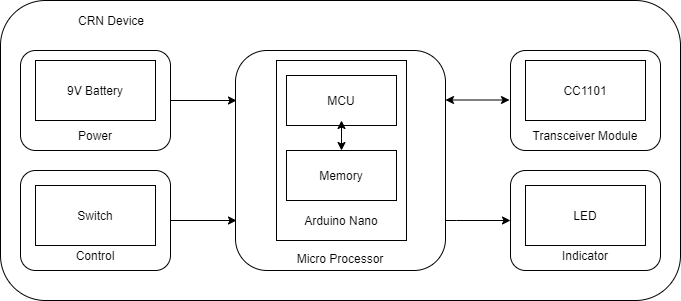 CRN Device
9V Battery
Power
Switch
Control
MCU
Memory
Arduino Nano
Micro Processor
CC1101
Transceiver Module
LED
Indicator